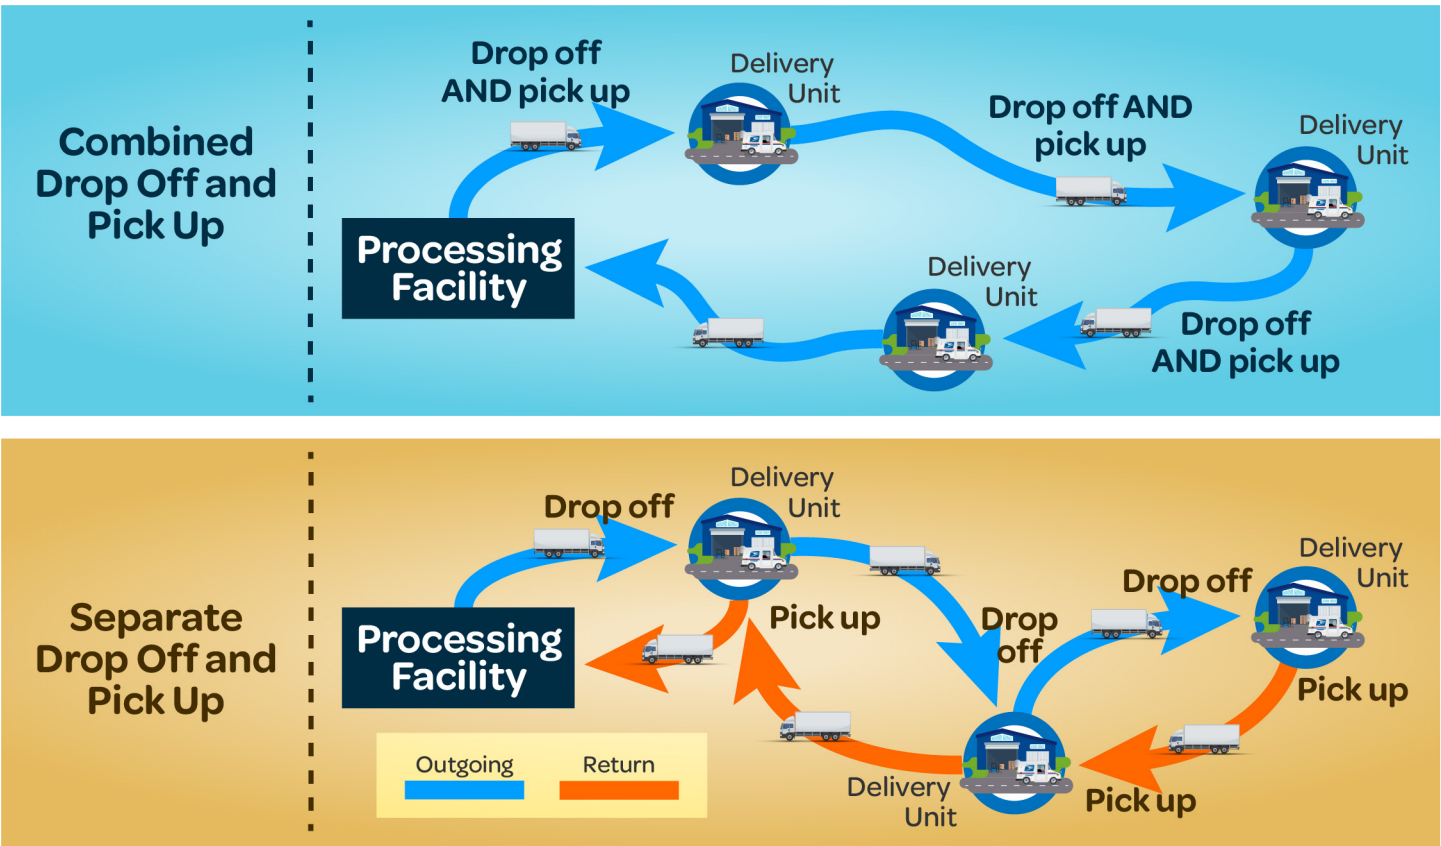 Combined
Drop Off and
Pick Up
Drop off
AND pick up
Delivery
Unit
Drop off AND
pick up
Delivery
Unit
Processing
Facility
Delivery
Unit
Drop off
AND pick up
Separate
Drop Off and
Pick Up
Drop off
Delivery
Unit
Drop
off
Drop off
Delivery
Unit
Processing
Facility
Pick up
Pick up
Delivery
Unit
Pick up
Outgoing
Return